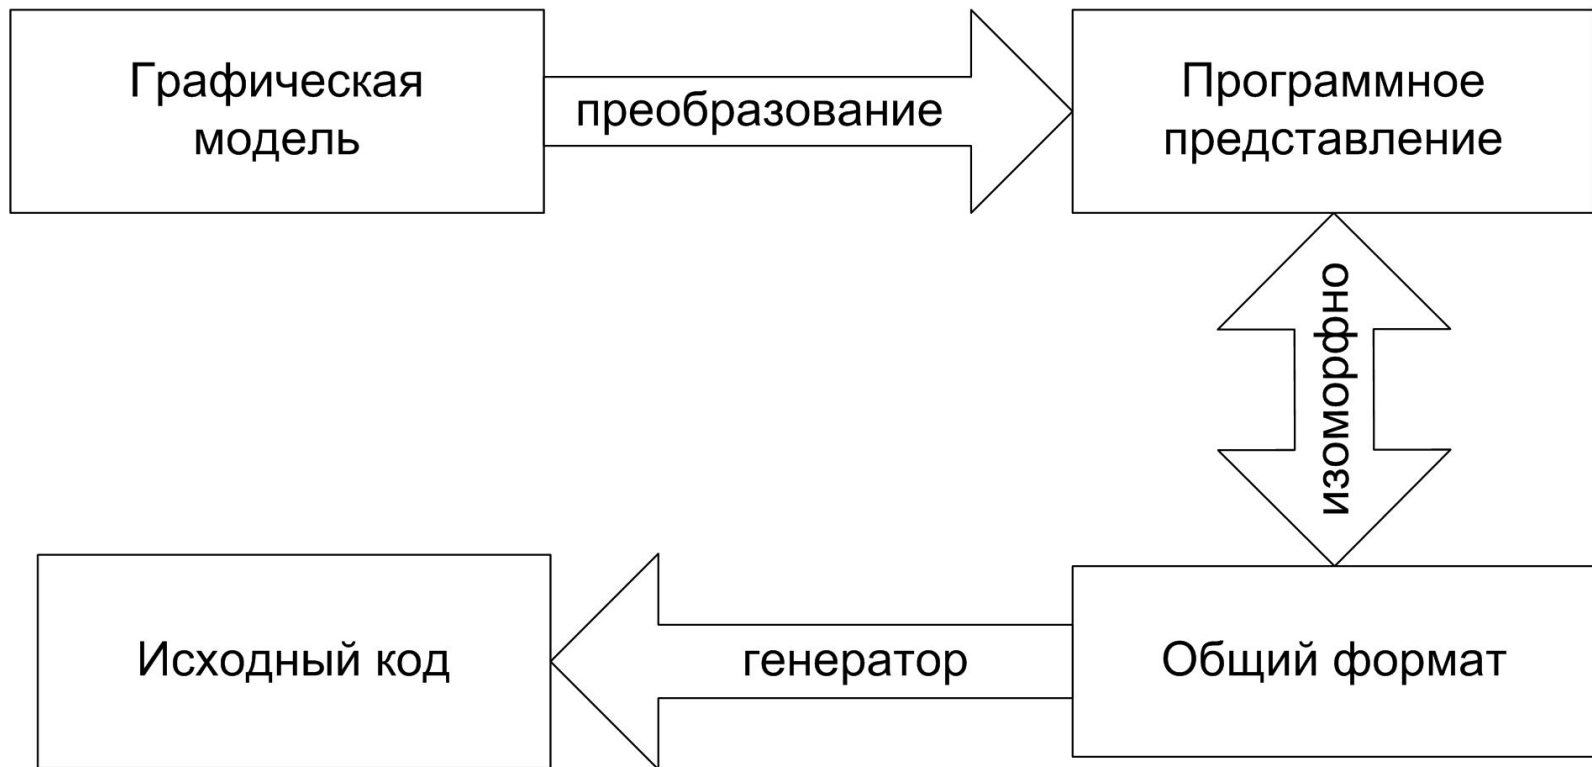 Графическая
модель
преобразование
Программное
представление
изоморфно
Исходный код
генератор
Общий формат